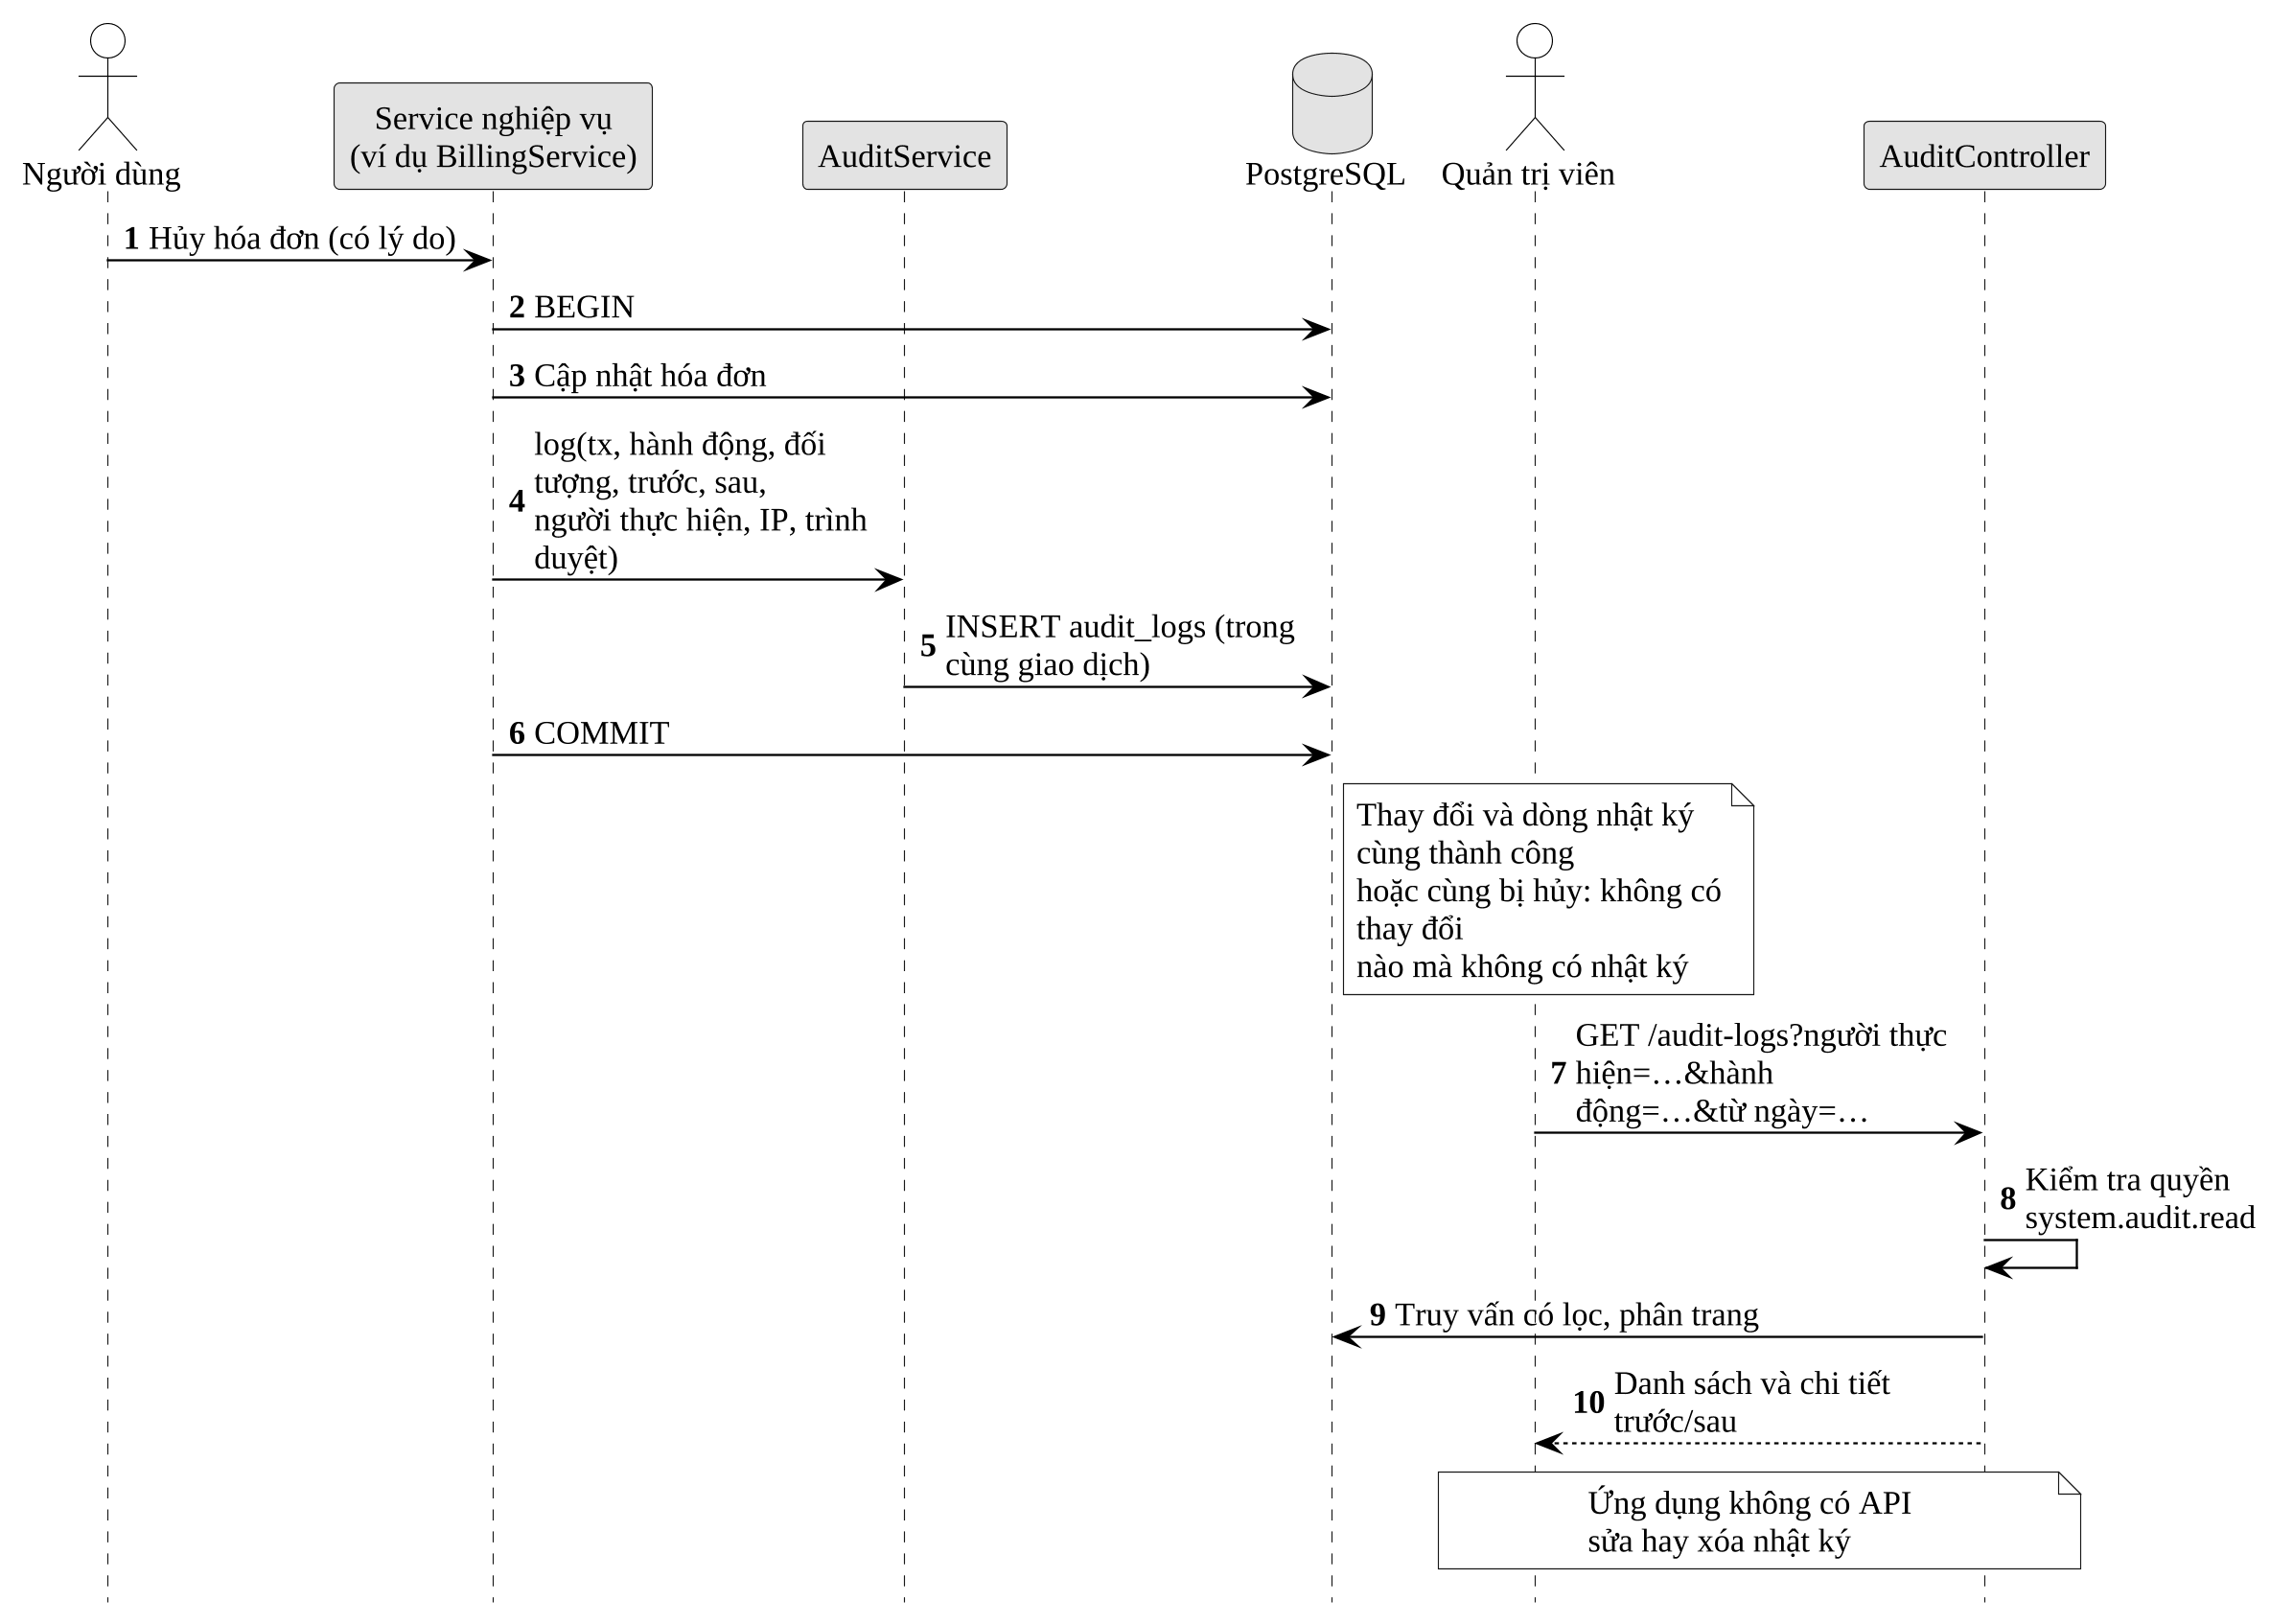 Người dùng
Service nghiệp vụ
(ví dụ BillingService)
AuditService
PostgreSQL
Quản trị viên
AuditController
1 Hủy hóa đơn (có lý do)
2 BEGIN
3 Cập nhật hóa đơn
4 log(tx, hành động, đối
tượng, trước, sau,
người thực hiện, IP, trình
duyệt)
5 INSERT audit_logs (trong
cùng giao dịch)
6 COMMIT
Thay đổi và dòng nhật ký
cùng thành công
hoặc cùng bị hủy: không có
thay đổi
nào mà không có nhật ký
7 GET /audit-logs?người thực
hiện=…&hành
động=…&từ ngày=…
8 Kiểm tra quyền
system.audit.read
9 Truy vấn có lọc, phân trang
10 Danh sách và chi tiết
trước/sau
Ứng dụng không có API
sửa hay xóa nhật ký